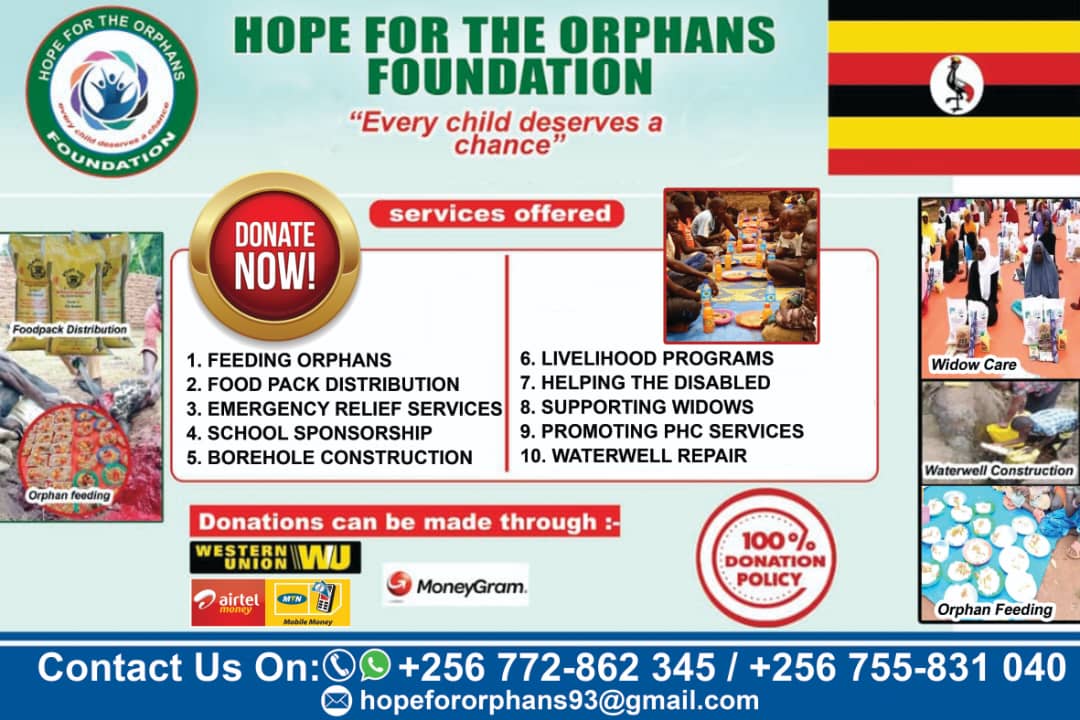 HOPE FOR THE ORPHANS
FOUNDATION
every child deserves a chance
HOPE FOR THE ORPHANS
FOUNDATION
“Every child deserves a
chance”
services offered
DONATE
NOW!
Foodpack Distribution
Orphan feeding
1. FEEDING ORPHANS
2. FOOD PACK DISTRIBUTION
3. EMERGENCY RELIEF SERVICES
4. SCHOOL SPONSORSHIP
5. BOREHOLE CONSTRUCTION
6. LIVELIHOOD PROGRAMS
7. HELPING THE DISABLED
8. SUPPORTING WIDOWS
9. PROMOTING PHC SERVICES
10. WATERWELL REPAIR
Widow Care
Waterwell Construction
Orphan Feeding
Donations can be made through :-
WESTERN
UNION WU
airtel
money
MTN
Mobile Money
MoneyGram.
100%
DONATION
POLICY
Contact Us On: +256 772-862 345 / +256 755-831 040
hopefororphans93@gmail.com